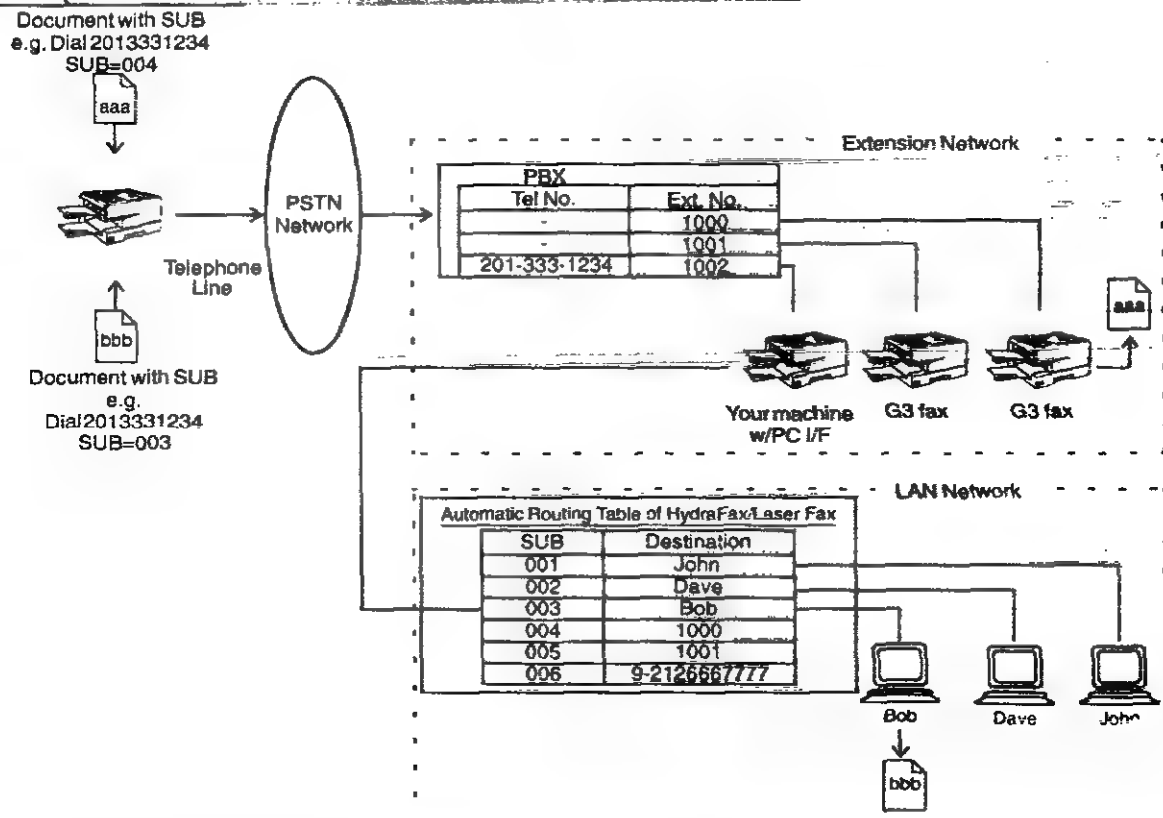 Document with SUB
e.g. Dial 2013331234
SUB=004
aaa
PSTN
Network
Telephone
Line
bbb
Document with SUB
e.g.
Dial 2013331234
SUB=003
Extension Network
PBX
Tel No. Ext. No.
- 1000
- 1001
201-333-1234 1002
aaa
Your machine
w/PC I/F
G3 fax
G3 fax
LAN Network
Automatic Routing Table of HydraFax/Laser Fax
SUB Destination
001 John
002 Dave
003 Bob
004 1000
005 1001
006 9-2126667777
Bob
Dave
John
bbb